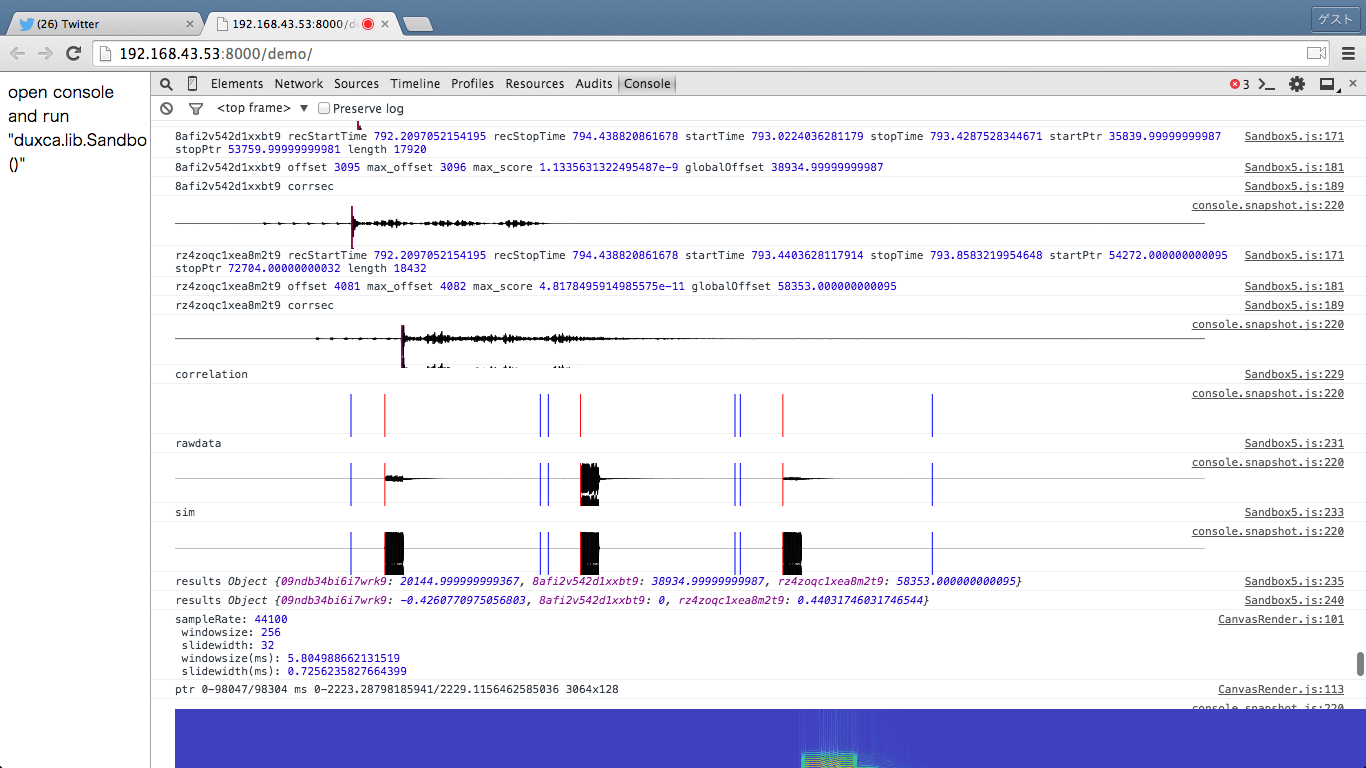 (26) Twitter
192.168.43.53:8000/d
ゲスト
192.168.43.53:8000/demo/
open console
and run
"duxca.lib.Sandbo
()"
Elements Network Sources Timeline Profiles Resources Audits Console
3
<top frame> Preserve log
8afi2v542d1xxbt9 recStartTime 792.2097052154195 recStopTime 794.438820861678 startTime 793.0224036281179 stopTime 793.4287528344671 startPtr 35839.99999999987 Sandbox5.js:171
stopPtr 53759.99999999981 length 17920
8afi2v542d1xxbt9 offset 3095 max_offset 3096 max_score 1.1335631322495487e-9 globalOffset 38934.99999999987 Sandbox5.js:181
8afi2v542d1xxbt9 corrsec Sandbox5.js:189
console.snapshot.js:220
rz4zoqc1xea8m2t9 recStartTime 792.2097052154195 recStopTime 794.438820861678 startTime 793.4403628117914 stopTime 793.8583219954648 startPtr 54272.000000000095 Sandbox5.js:171
stopPtr 72704.00000000032 length 18432
rz4zoqc1xea8m2t9 offset 4081 max_offset 4082 max_score 4.8178495914985575e-11 globalOffset 58353.000000000095 Sandbox5.js:181
rz4zoqc1xea8m2t9 corrsec Sandbox5.js:189
console.snapshot.js:220
correlation Sandbox5.js:229
console.snapshot.js:220
rawdata Sandbox5.js:231
console.snapshot.js:220
sim Sandbox5.js:233
console.snapshot.js:220
results Object {09ndb34bi6i7wrk9: 20144.999999999367, 8afi2v542d1xxbt9: 38934.99999999987, rz4zoqc1xea8m2t9: 58353.000000000095} Sandbox5.js:235
results Object {09ndb34bi6i7wrk9: -0.4260770975056803, 8afi2v542d1xxbt9: 0, rz4zoqc1xea8m2t9: 0.44031746031746544} Sandbox5.js:240
sampleRate: 44100 CanvasRender.js:101
windowsize: 256
slidewidth: 32
windowsize(ms): 5.804988662131519
slidewidth(ms): 0.7256235827664399
ptr 0-98047/98304 ms 0-2223.28798185941/2229.1156462585036 3064x128 CanvasRender.js:113
console.snapshot.js:220